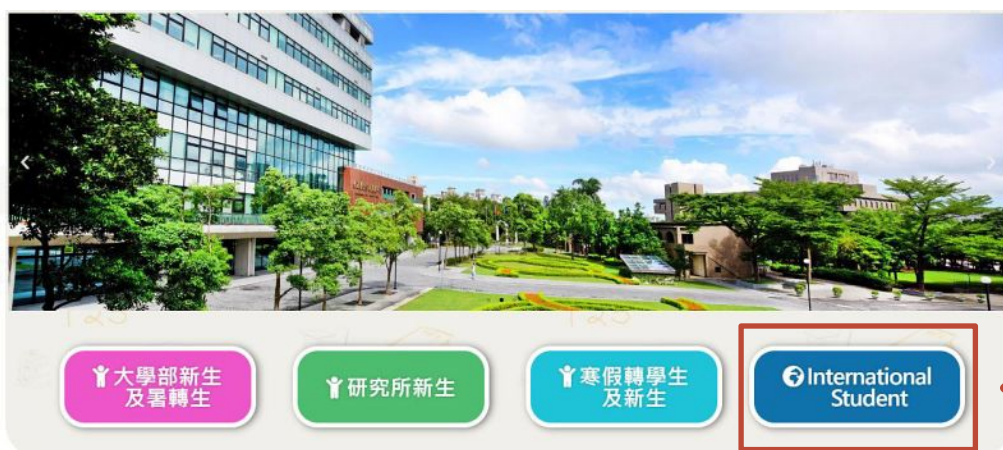 大學部新生
及暑轉生
研究所新生
寒假轉學生
及新生
International
Student